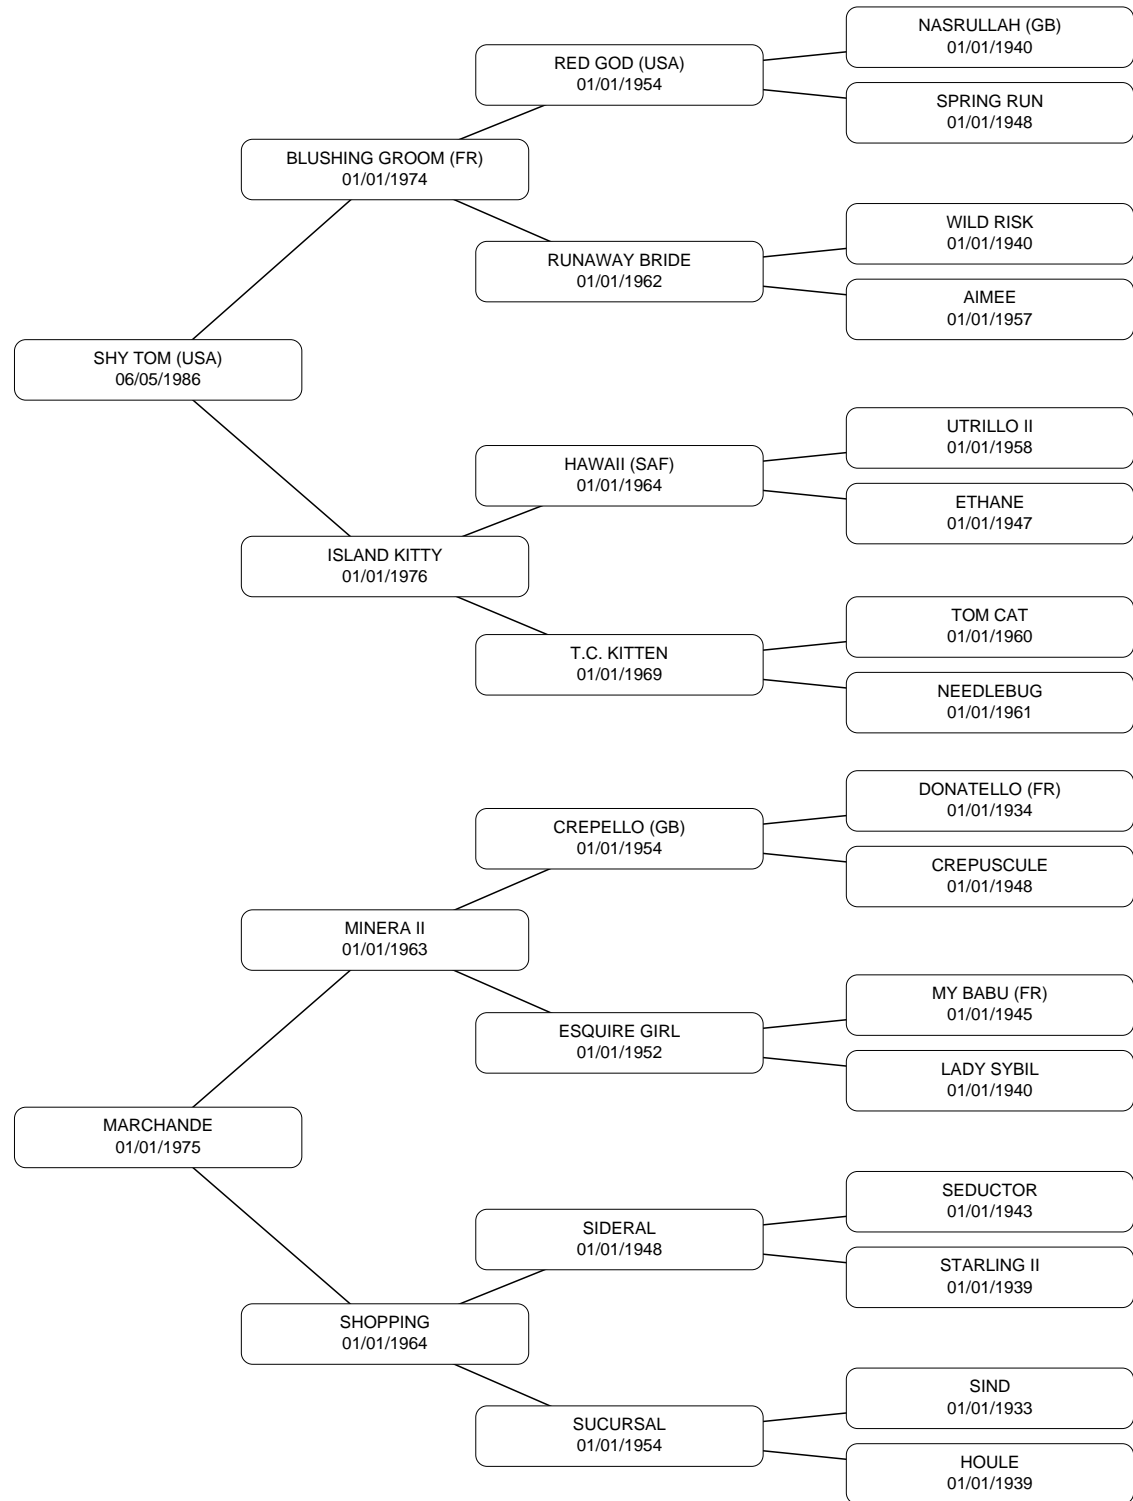 NASRULLAH (GB)
01/01/1940
RED GOD (USA)
01/01/1954
SPRING RUN
01/01/1948
BLUSHING GROOM (FR)
01/01/1974
WILD RISK
01/01/1940
RUNAWAY BRIDE
01/01/1962
AIMEE
01/01/1957
SHY TOM (USA)
06/05/1986
UTRILLO II
01/01/1958
HAWAII (SAF)
01/01/1964
ETHANE
01/01/1947
ISLAND KITTY
01/01/1976
TOM CAT
01/01/1960
T.C. KITTEN
01/01/1969
NEEDLEBUG
01/01/1961
DONATELLO (FR)
01/01/1934
CREPELLO (GB)
01/01/1954
CREPUSCULE
01/01/1948
MINERA II
01/01/1963
MY BABU (FR)
01/01/1945
ESQUIRE GIRL
01/01/1952
LADY SYBIL
01/01/1940
MARCHANDE
01/01/1975
SEDUCTOR
01/01/1943
SIDERAL
01/01/1948
STARLING II
01/01/1939
SHOPPING
01/01/1964
SIND
01/01/1933
SUCURSAL
01/01/1954
HOULE
01/01/1939